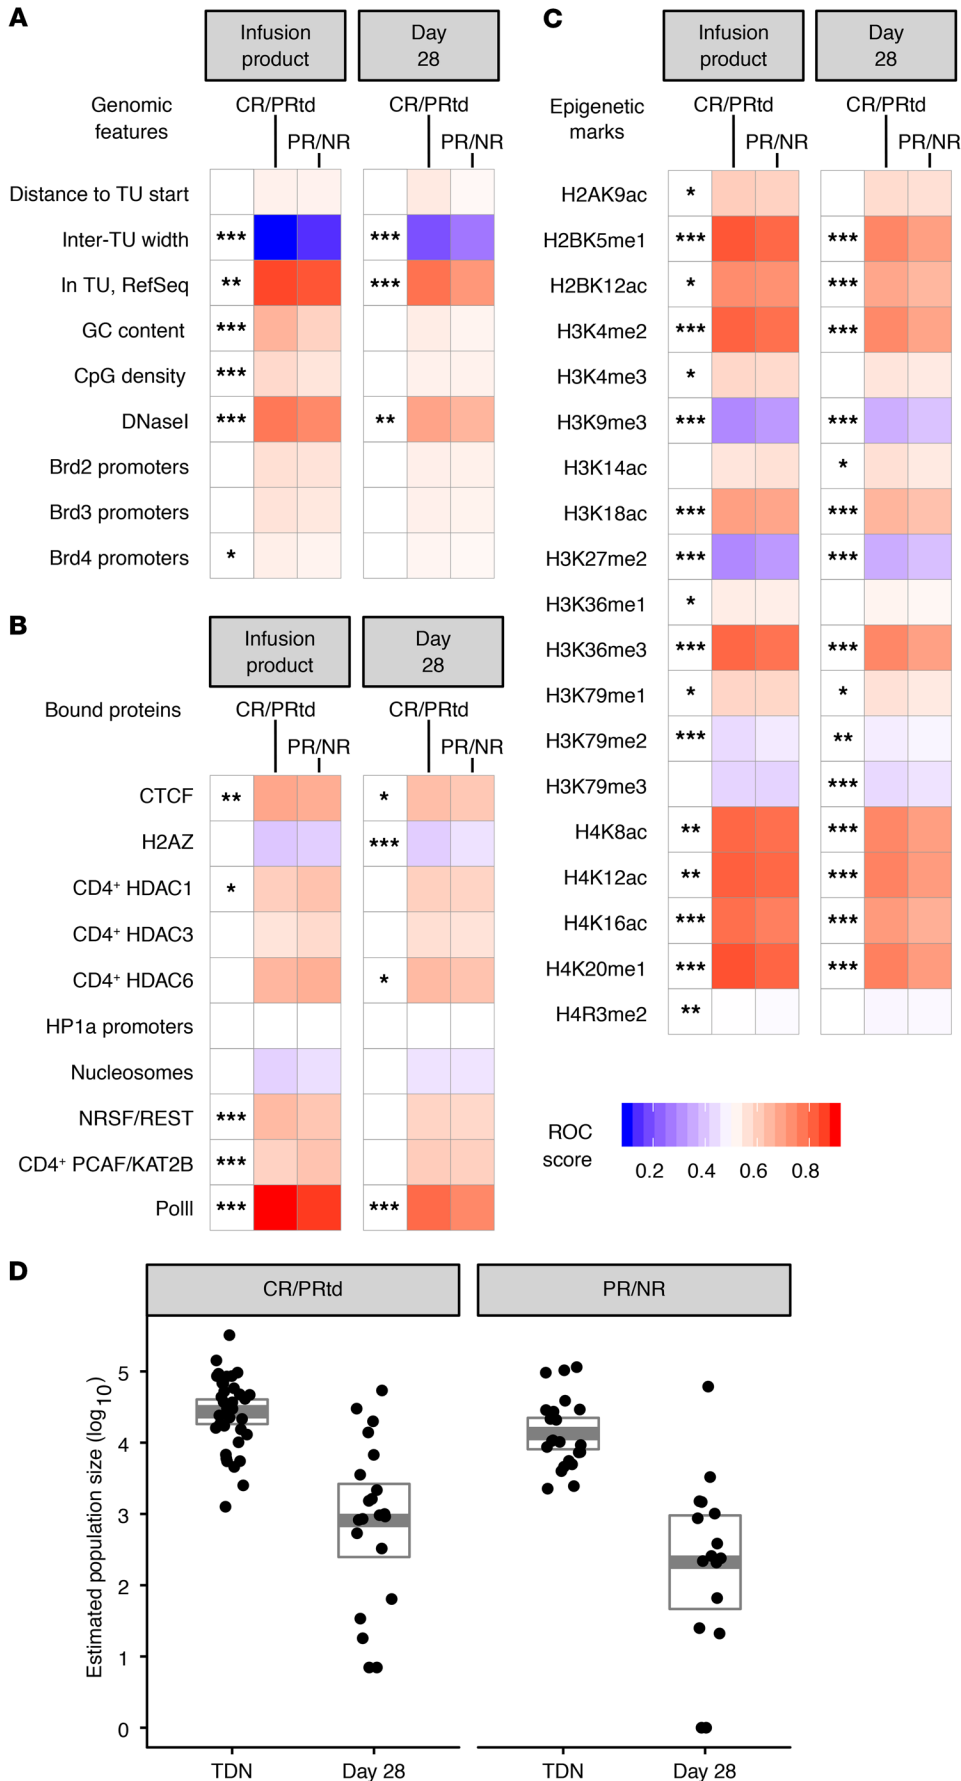 A
Infusion product
Day 28
Genomic features
CR/PRtd
PR/NR
CR/PRtd
PR/NR
Distance to TU start
Inter-TU width *** ***
In TU, RefSeq ** ***
GC content ***
CpG density ***
DNaseI *** **
Brd2 promoters
Brd3 promoters
Brd4 promoters *
B
Infusion product
Day 28
Bound proteins
CR/PRtd
PR/NR
CR/PRtd
PR/NR
CTCF ** *
H2AZ ***
CD4+ HDAC1 *
CD4+ HDAC3
CD4+ HDAC6 *
HP1a promoters
Nucleosomes
NRSF/REST ***
CD4+ PCAF/KAT2B ***
PolII *** ***
C
Infusion product
Day 28
Epigenetic marks
CR/PRtd
PR/NR
CR/PRtd
PR/NR
H2AK9ac *
H2BK5me1 *** ***
H2BK12ac * ***
H3K4me2 *** ***
H3K4me3 *
H3K9me3 *** ***
H3K14ac *
H3K18ac *** ***
H3K27me2 *** ***
H3K36me1 *
H3K36me3 *** ***
H3K79me1 * *
H3K79me2 *** **
H3K79me3 ***
H4K8ac ** ***
H4K12ac ** ***
H4K16ac *** ***
H4K20me1 *** ***
H4R3me2 **
ROC score
0.2 0.4 0.6 0.8
D
CR/PRtd
PR/NR
Estimated population size (log10)
5
4
3
2
1
0
TDN
Day 28
TDN
Day 28